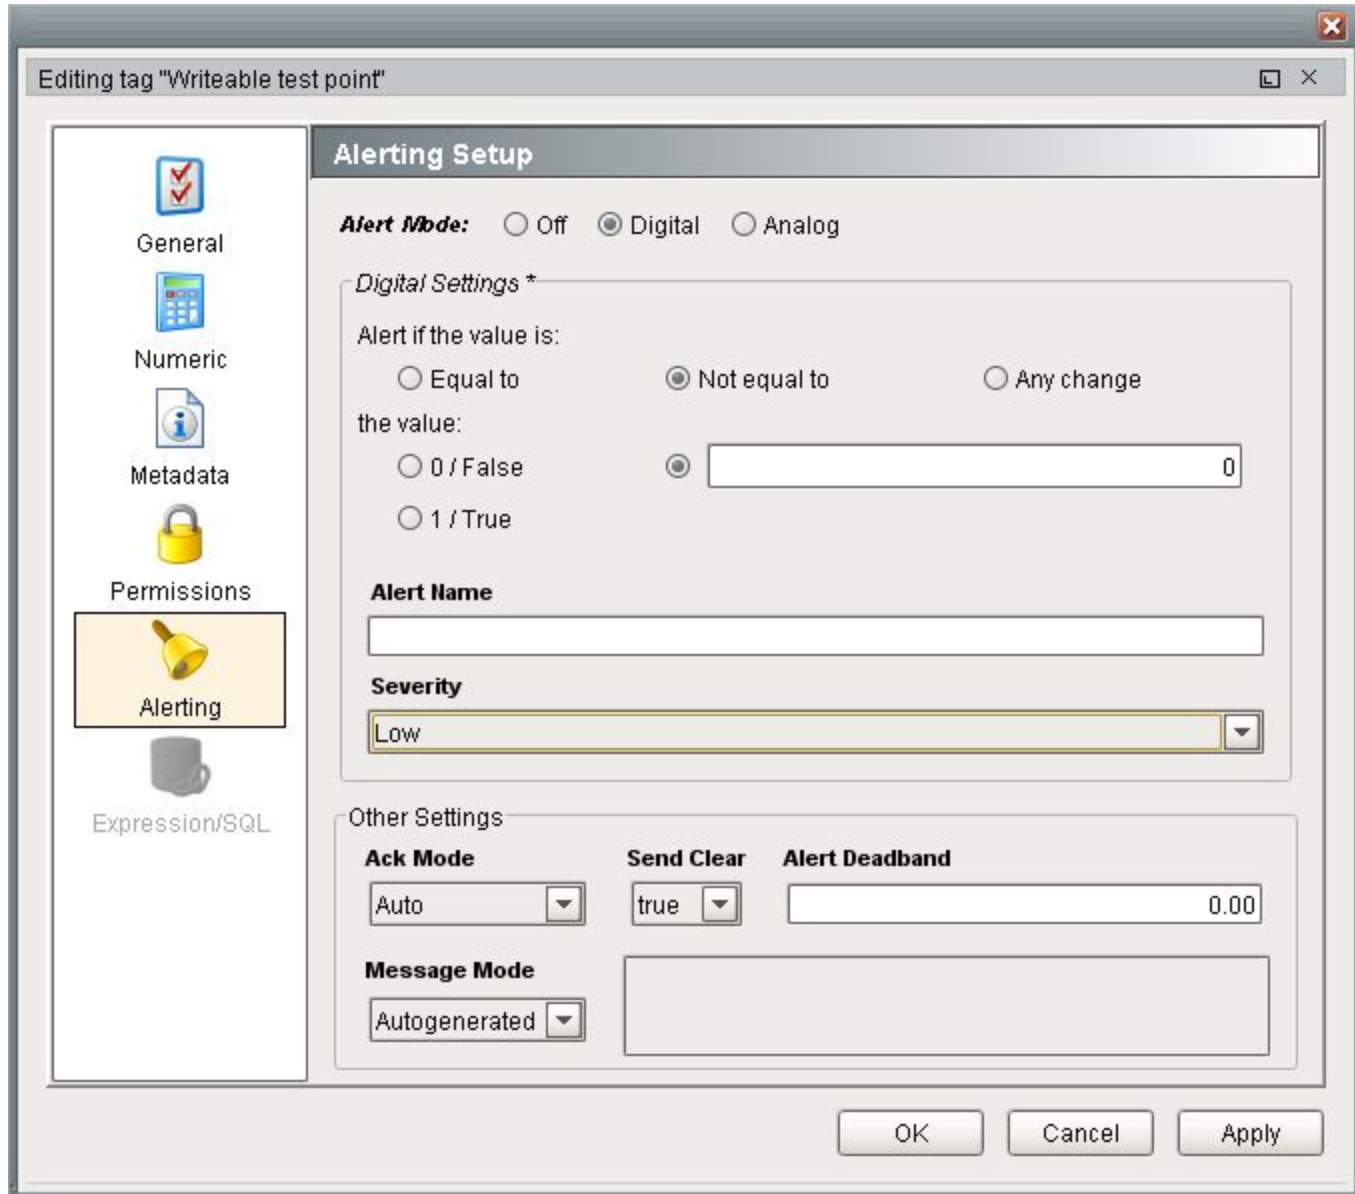 Editing tag "Writeable test point"
General
Numeric
Metadata
Permissions
Alerting
Expression/SQL
Alerting Setup
Alert Mode: Off Digital Analog
Digital Settings *
Alert if the value is:
Equal to Not equal to Any change
the value:
0 / False 0
1 / True
Alert Name
Severity
Low
Other Settings
Ack Mode Send Clear Alert Deadband
Auto true 0.00
Message Mode
Autogenerated
OK Cancel Apply